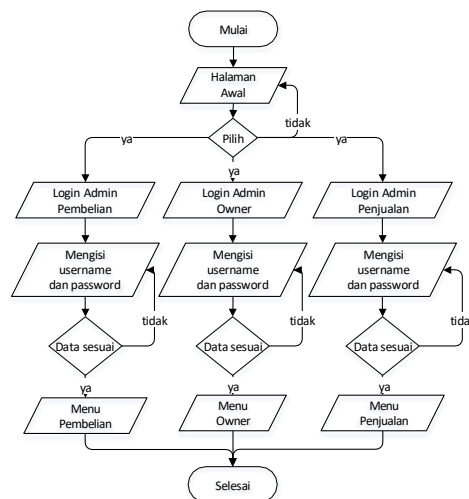 Mulai
Halaman
Awal
tidak
Pilih
ya
ya
ya
Login Admin
Pembelian
Login Admin
Owner
Login Admin
Penjualan
Mengisi
username
dan password
Mengisi
username
dan password
Mengisi
username
dan password
tidak
tidak
tidak
Data sesuai
Data sesuai
Data sesuai
ya
ya
ya
Menu
Pembelian
Menu
Owner
Menu
Penjualan
Selesai